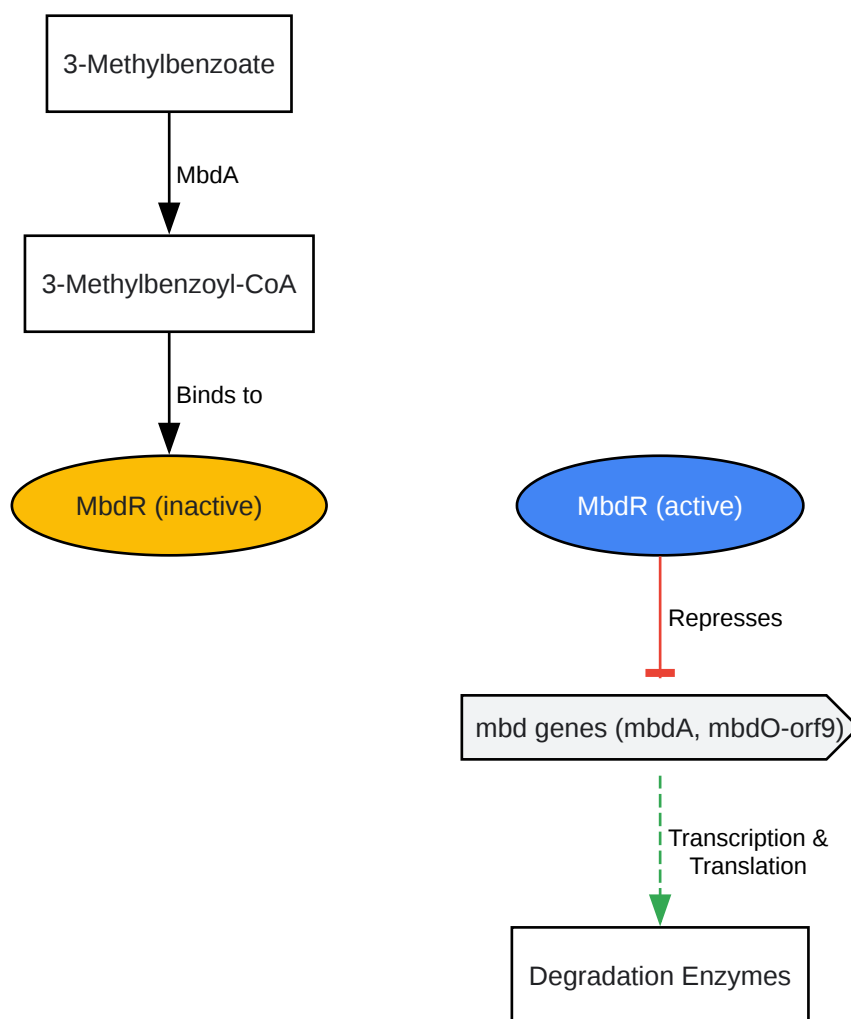 3-Methylbenzoate
MbdA
3-Methylbenzoyl-CoA
Binds to
MbdR (inactive)
MbdR (active)
Represses
mbd genes (mbdA, mbdO-orf9)
Transcription &
Translation
Degradation Enzymes